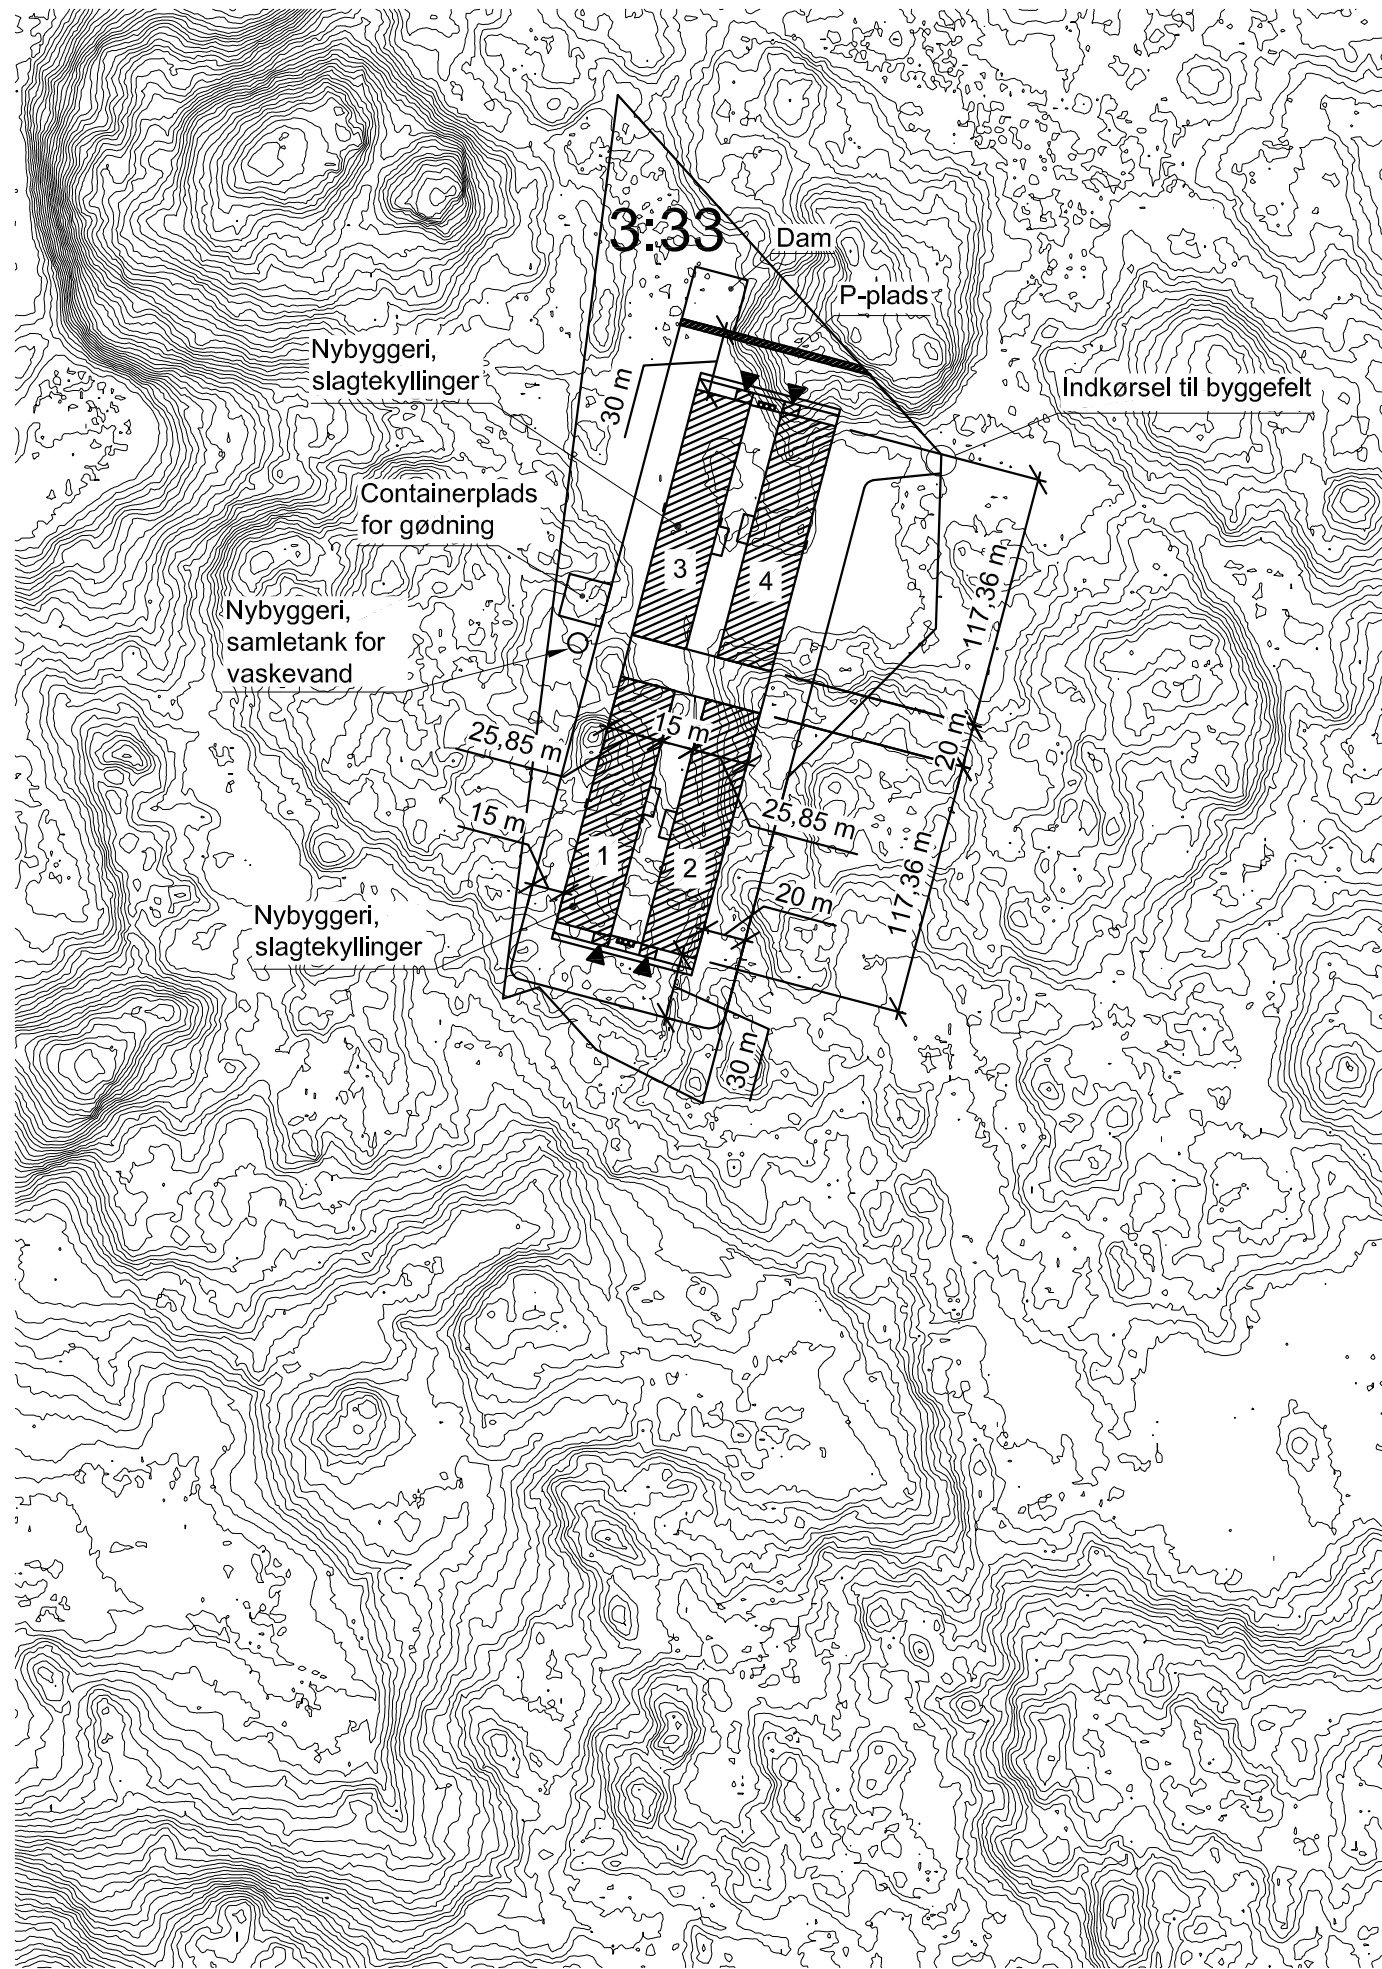 3:33
Dam
P-plads
Nybyggeri,
slagtekyllinger
30 m
Indkørsel til byggefelt
Containerplads
for gødning
3
4
117,36 m
Nybyggeri,
samletank for
vaskevand
25,85 m
15 m
20 m
15 m
25,85 m
1
2
117,36 m
20 m
Nybyggeri,
slagtekyllinger
30 m